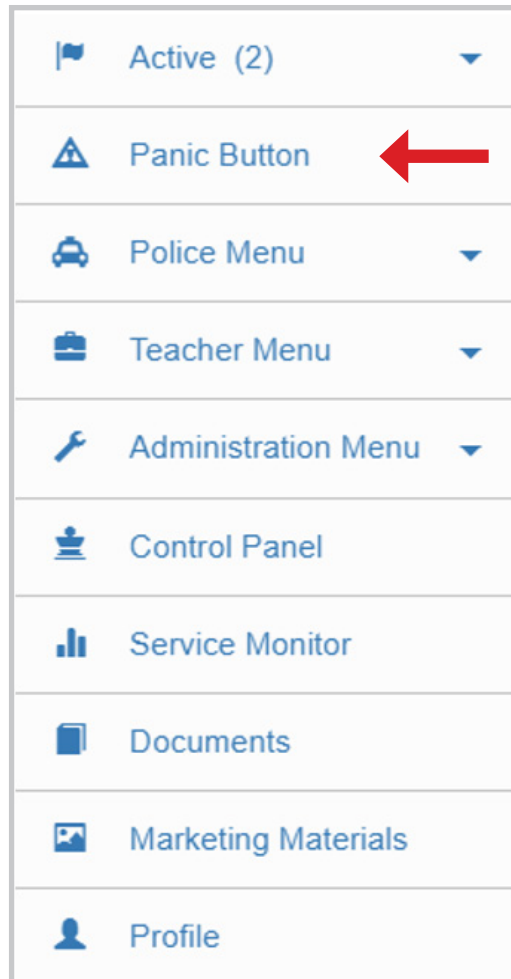 Active (2)
Panic Button
Police Menu
Teacher Menu
Administration Menu
Control Panel
Service Monitor
Documents
Marketing Materials
Profile